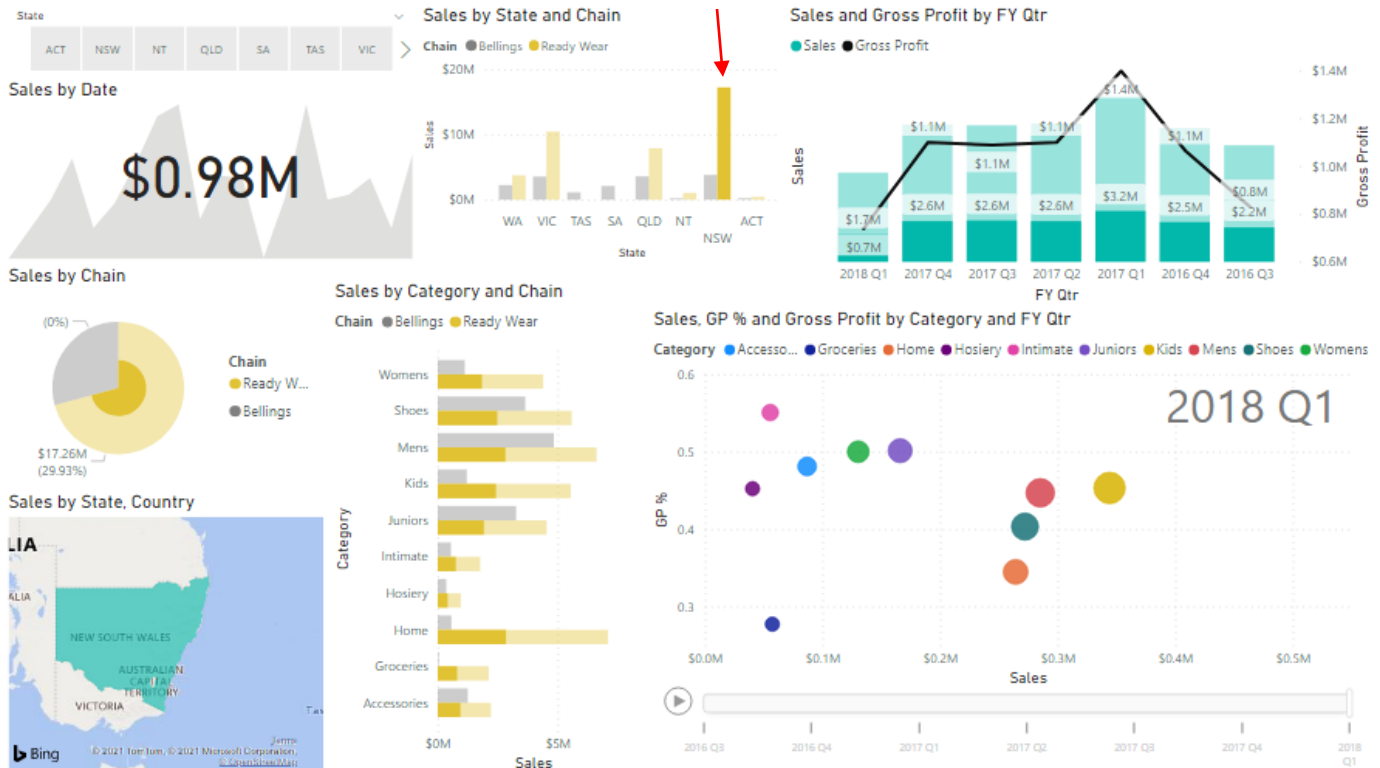 State
ACT NSW NT QLD SA TAS VIC
Sales by Date
$0.98M
Sales by State and Chain
Chain Bellings Ready Wear
$20M
$10M
$0M
Sales
WA VIC TAS SA QLD NT NSW ACT
State
Sales and Gross Profit by FY Qtr
Sales Gross Profit
$1.4M
$1.2M
$1.0M
$0.8M
$0.6M
Sales
Gross Profit
$1.4M
$1.1M $1.1M $1.1M
$1.1M
$1.7M $2.6M $2.6M $2.6M $3.2M $2.5M $0.8M
$0.7M $2.2M
2018 Q1 2017 Q4 2017 Q3 2017 Q2 2017 Q1 2016 Q4 2016 Q3
FY Qtr
Sales by Chain
(0%)
$17.26M
(29.93%)
Chain
Ready W...
Bellings
Sales by Category and Chain
Chain Bellings Ready Wear
Womens
Shoes
Mens
Kids
Juniors
Intimate
Hosiery
Home
Groceries
Accessories
Category
$0M $5M
Sales
Sales, GP % and Gross Profit by Category and FY Qtr
Category Accesso... Groceries Home Hosiery Intimate Juniors Kids Mens Shoes Womens
2018 Q1
0.6
0.5
0.4
0.3
GP %
$0.0M $0.1M $0.2M $0.3M $0.4M $0.5M
Sales
2016 Q3 2016 Q4 2017 Q1 2017 Q2 2017 Q3 2017 Q4 2018 Q1
Sales by State, Country
LIA
ALIA
NEW SOUTH WALES
AUSTRALIAN
CAPITAL
TERRITORY
VICTORIA
Tas
Terms
Bing
© 2021 TomTom, © 2021 Microsoft Corporation,
© OpenStreetMap